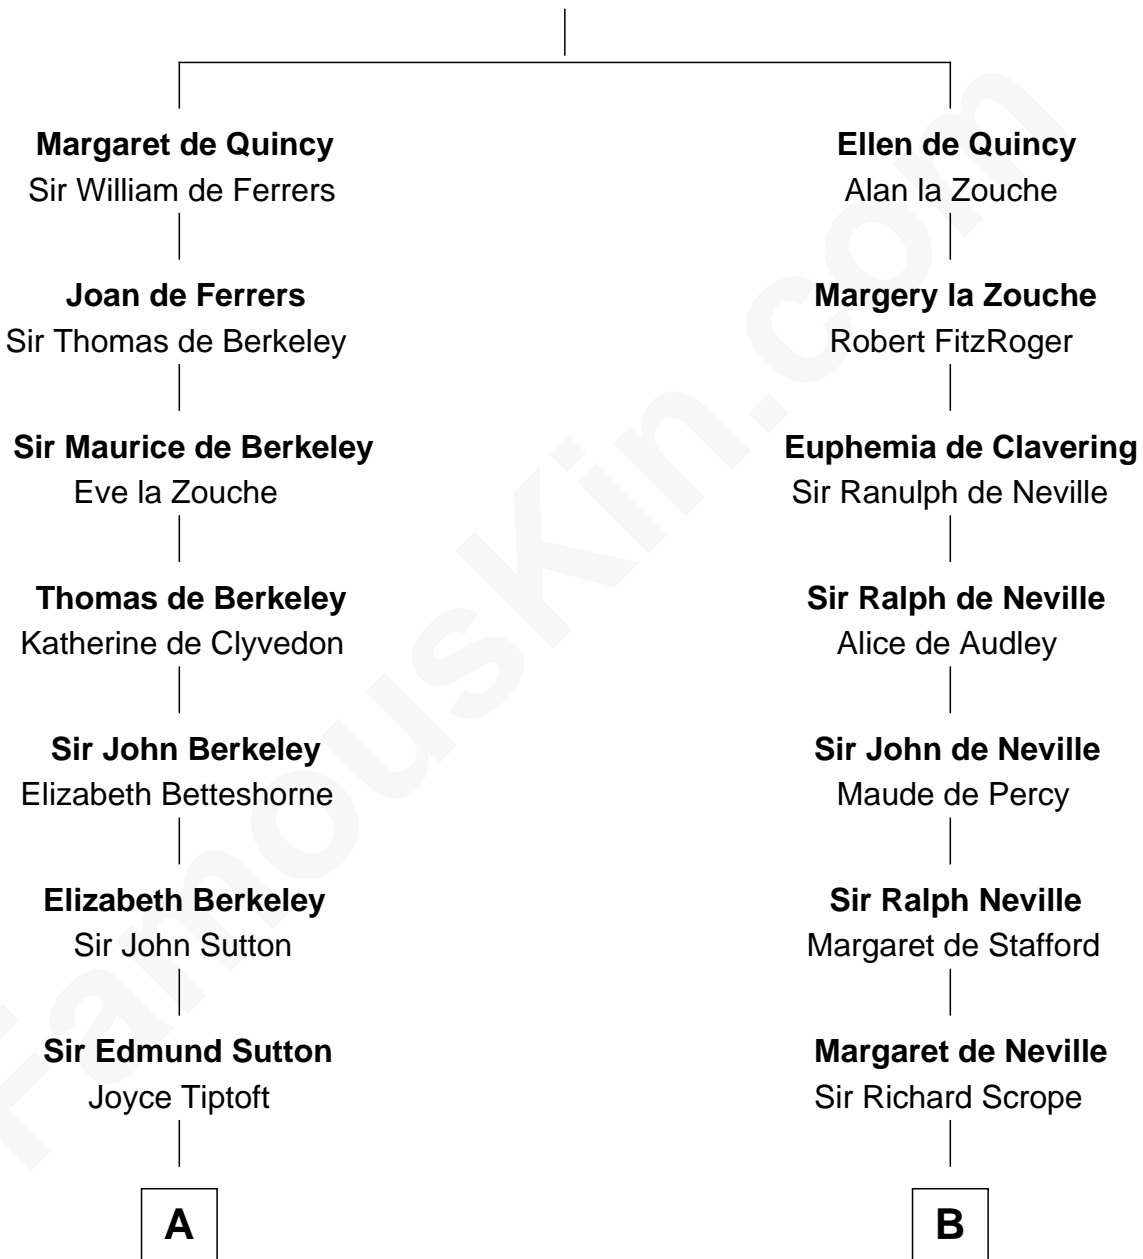 Margaret de Quincy
Sir William de Ferrers
Joan de Ferrers
Sir Thomas de Berkeley
Sir Maurice de Berkeley
Eve la Zouche
Thomas de Berkeley
Katherine de Clyvedon
Sir John Berkeley
Elizabeth Betteshorne
Elizabeth Berkeley
Sir John Sutton
Sir Edmund Sutton
Joyce Tiptoft
A
Ellen de Quincy
Alan la Zouche
Margery la Zouche
Robert FitzRoger
Euphemia de Clavering
Sir Ranulph de Neville
Sir Ralph de Neville
Alice de Audley
Sir John de Neville
Maude de Percy
Sir Ralph Neville
Margaret de Stafford
Margaret de Neville
Sir Richard Scrope
B
FamousKin.com